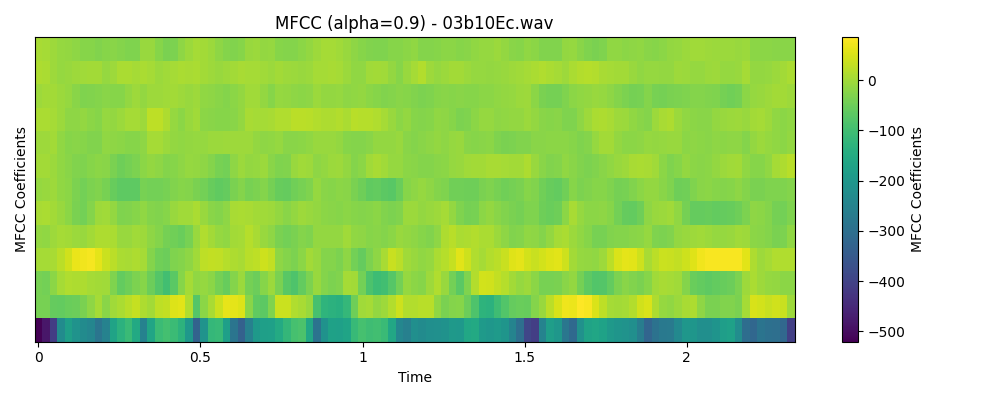 MFCC (alpha=0.9) - 03b10Ec.wav
MFCC Coefficients
0
0.5
1
1.5
2
Time
0
−100
−200
−300
−400
−500
MFCC Coefficients